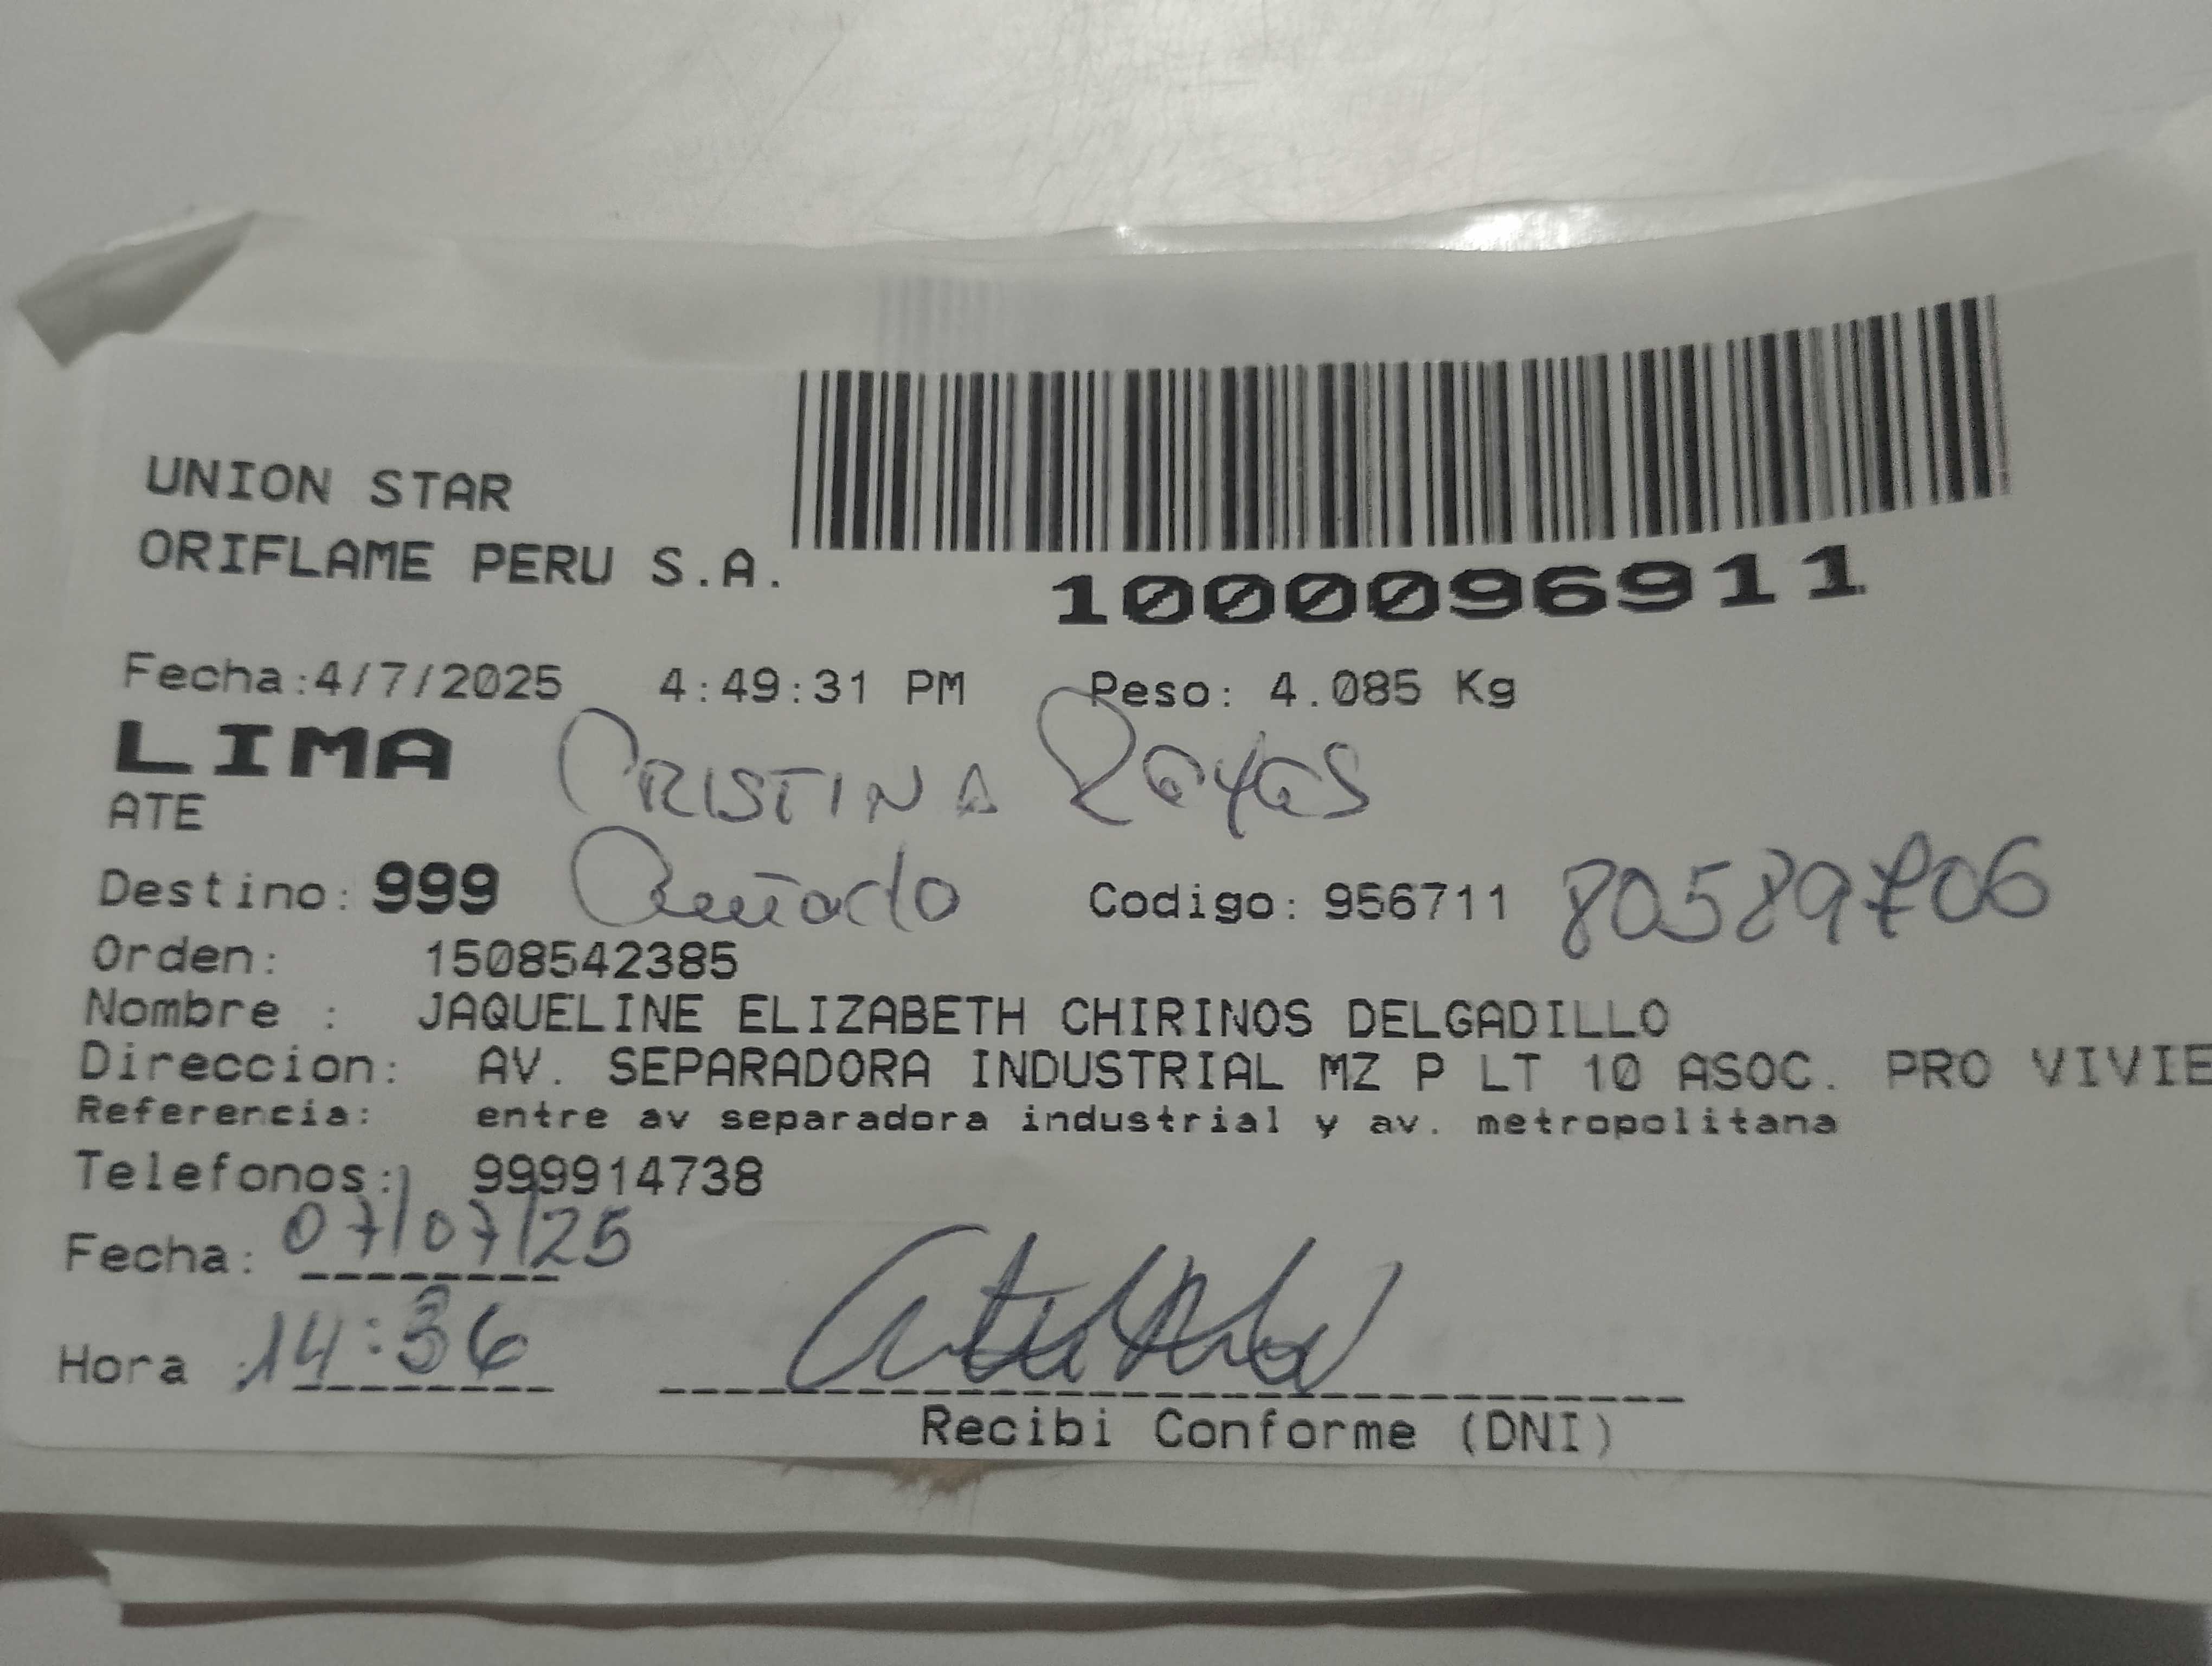 UNION STAR
ORIFLAME PERU S.A.
1000096911
Fecha:4/7/2025 4:49:31 PM Peso: 4.085 Kg
LIMA CRISTINA REYES
ATE
Destino: 999 Cuñado Codigo: 956711 80589706
Orden: 1508542385
Nombre : JAQUELINE ELIZABETH CHIRINOS DELGADILLO
Direccion: AV. SEPARADORA INDUSTRIAL MZ P LT 10 ASOC. PRO VIVIE
Referencia: entre av separadora industrial y av. metropolitana
Telefonos: 999914738
Fecha: 07/07/25
Hora 14:36
Recibi Conforme (DNI)